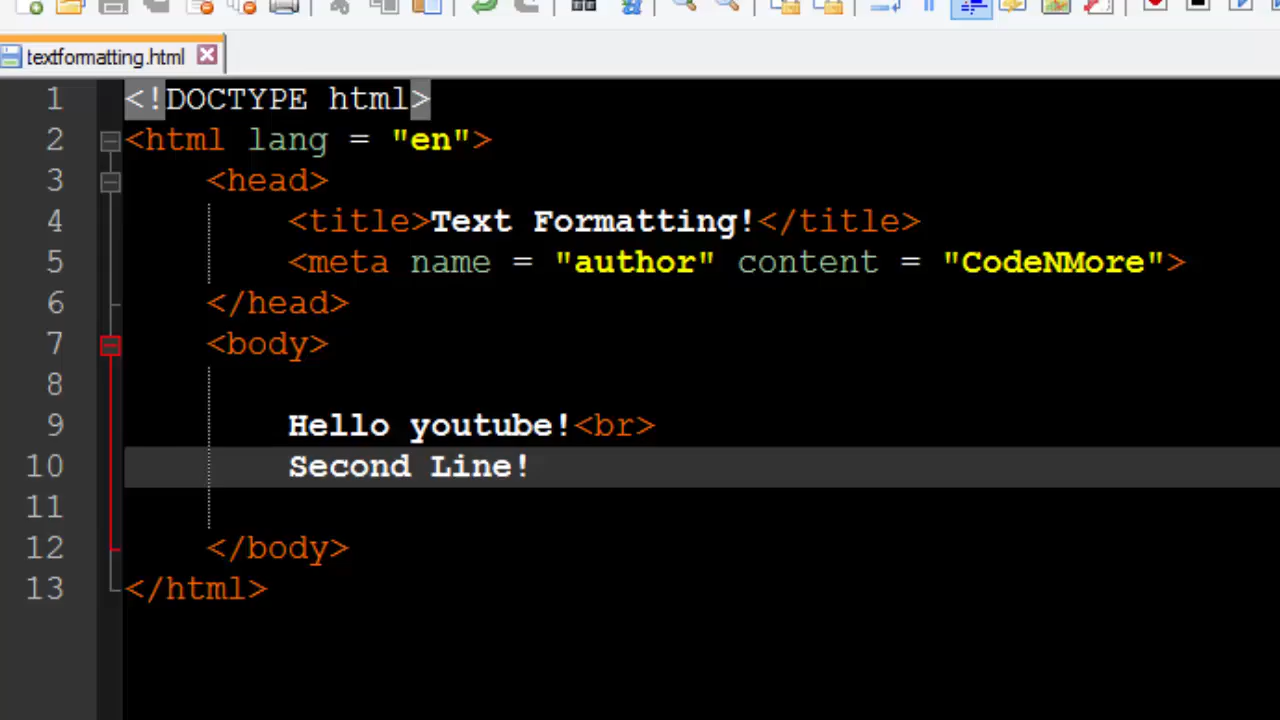 textformatting.html
1 <!DOCTYPE html>
2 <html lang = "en">
3 <head>
4 <title>Text Formatting!</title>
5 <meta name = "author" content = "CodeNMore">
6 </head>
7 <body>
8
9 Hello youtube!<br>
10 Second Line!
11
12 </body>
13 </html>